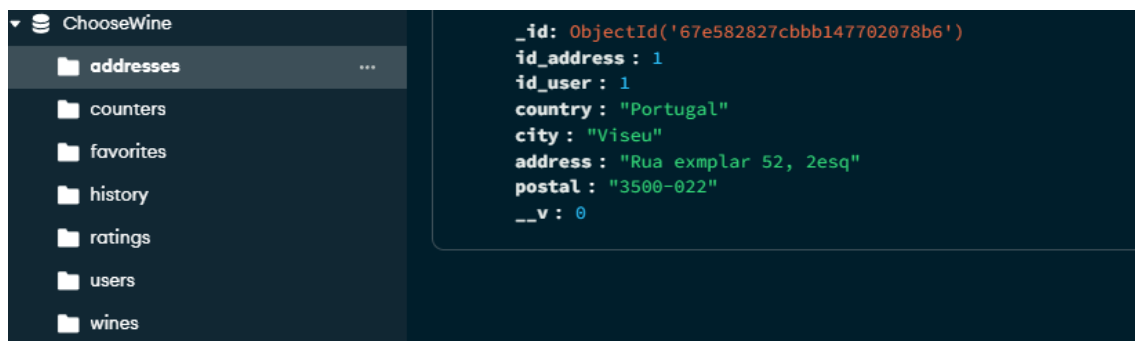 ChooseWine
addresses
counters
favorites
history
ratings
users
wines
_id: ObjectId('67e582827cbbb147702078b6')
id_address : 1
id_user : 1
country : "Portugal"
city : "Viseu"
address : "Rua exmplar 52, 2esq"
postal : "3500-022"
__v : 0